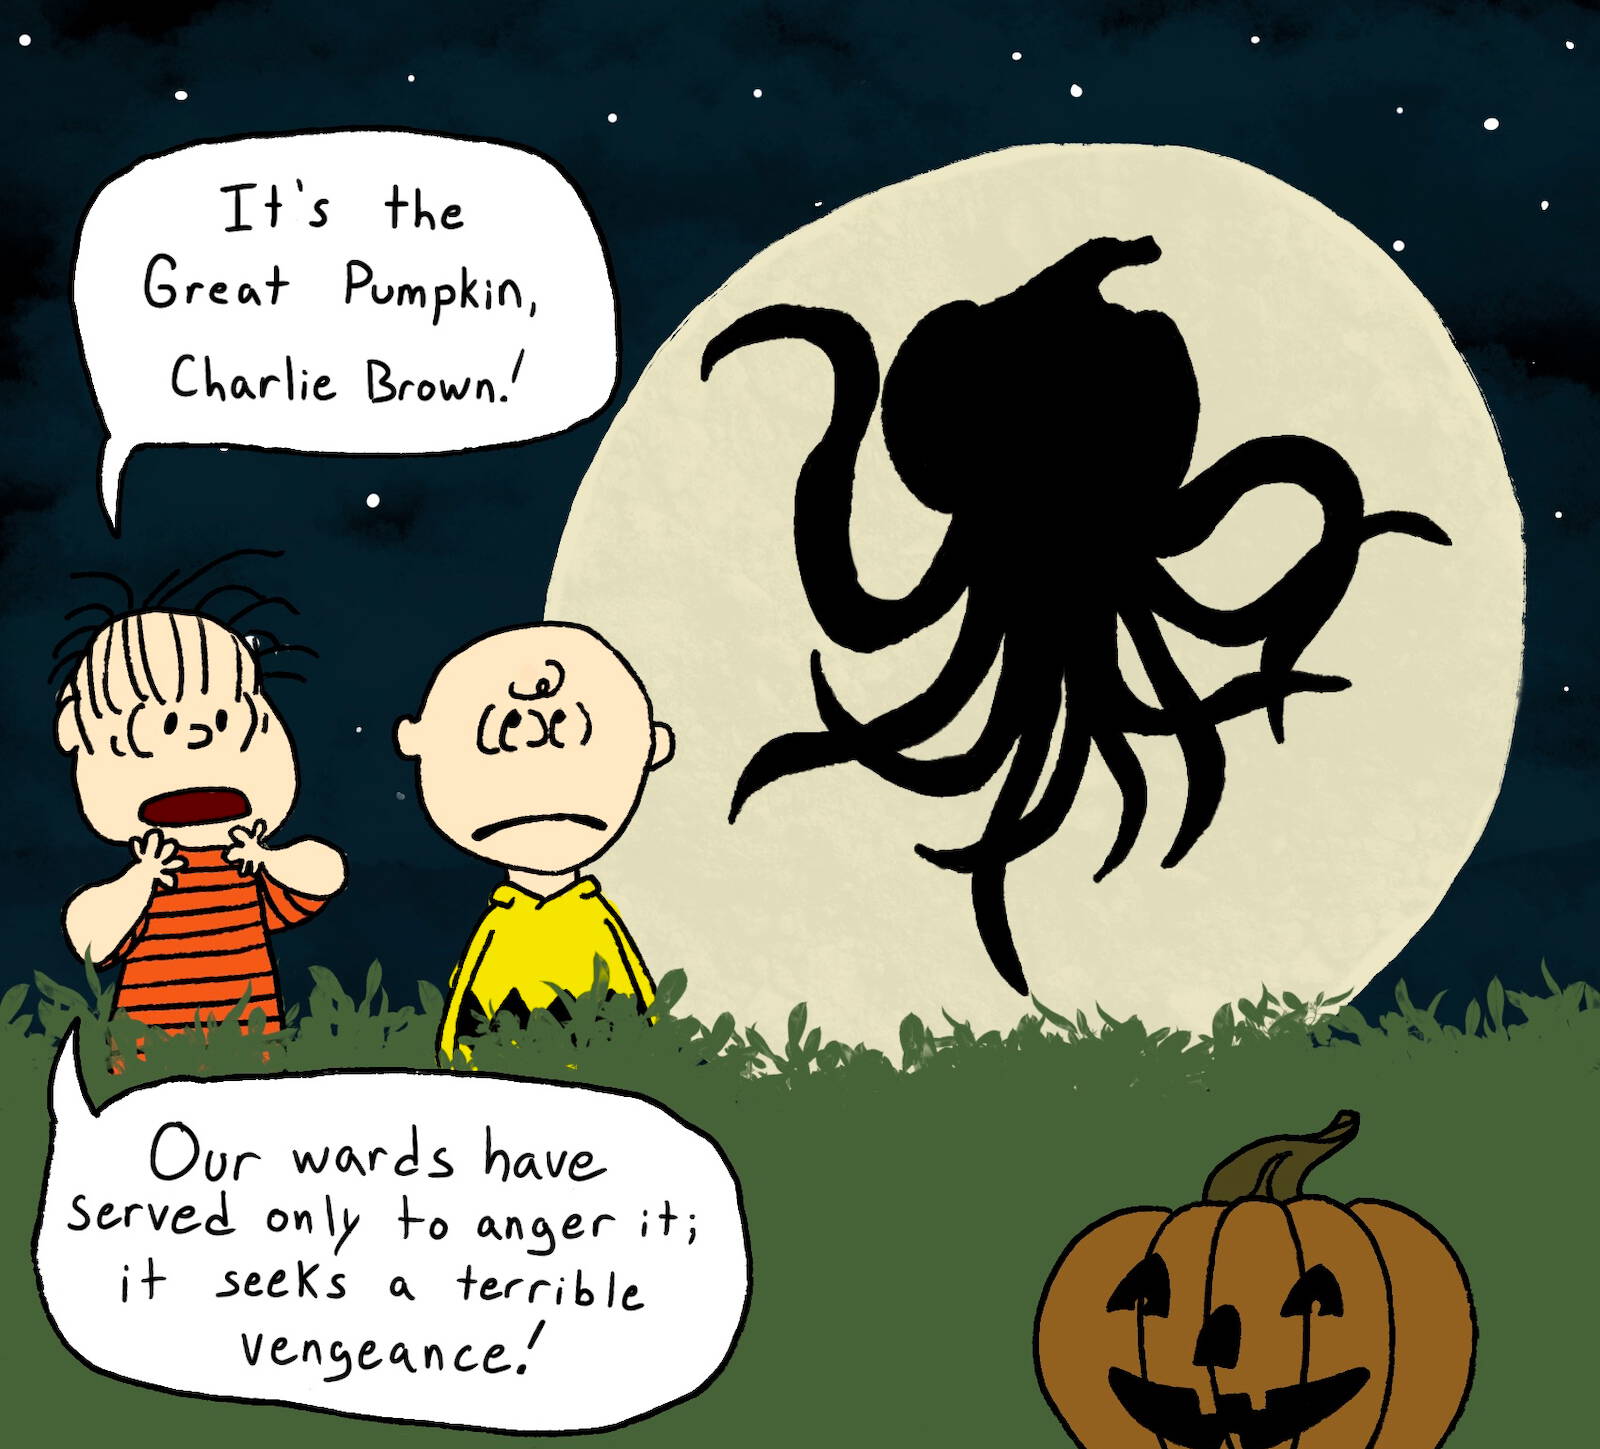 It's the
Great Pumpkin,
Charlie Brown!
Our wards have
served only to anger it;
it seeks a terrible
vengeance!